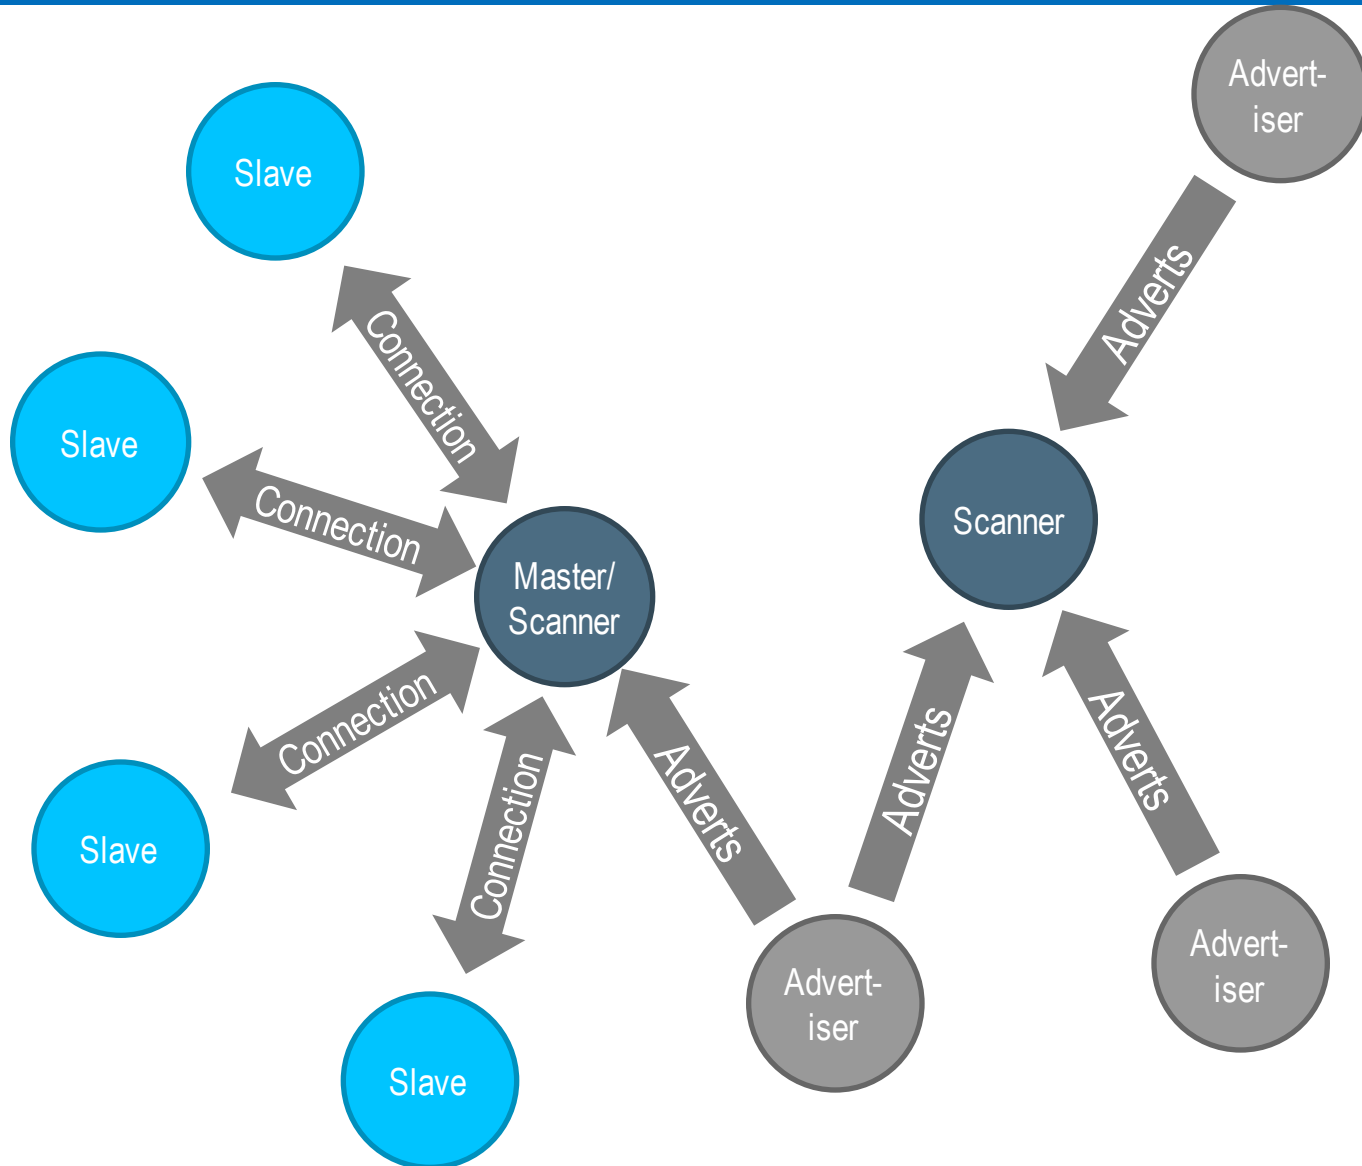 Advert-
iser
Slave
Adverts
Connection
Slave
Connection
Scanner
Master/
Scanner
Connection
Adverts
Adverts
Adverts
Connection
Slave
Advert-
iser
Advert-
iser
Slave